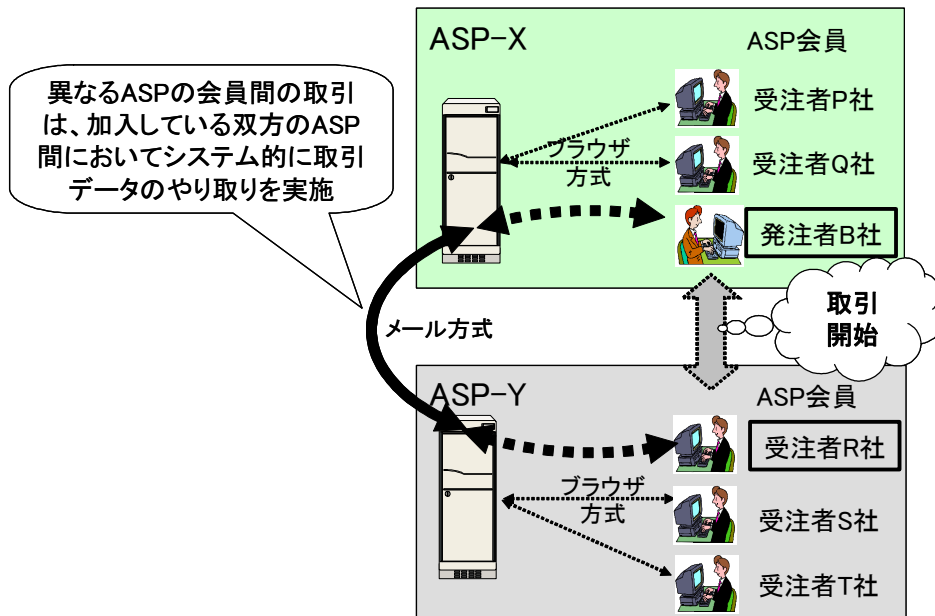 ASP-X
ASP会員
異なるASPの会員間の取引
は、加入している双方のASP
間においてシステム的に取引
データのやり取りを実施
受注者P社
ブラウザ
方式
受注者Q社
発注者B社
取引
開始
メール方式
ASP-Y
ASP会員
受注者R社
ブラウザ
方式
受注者S社
受注者T社